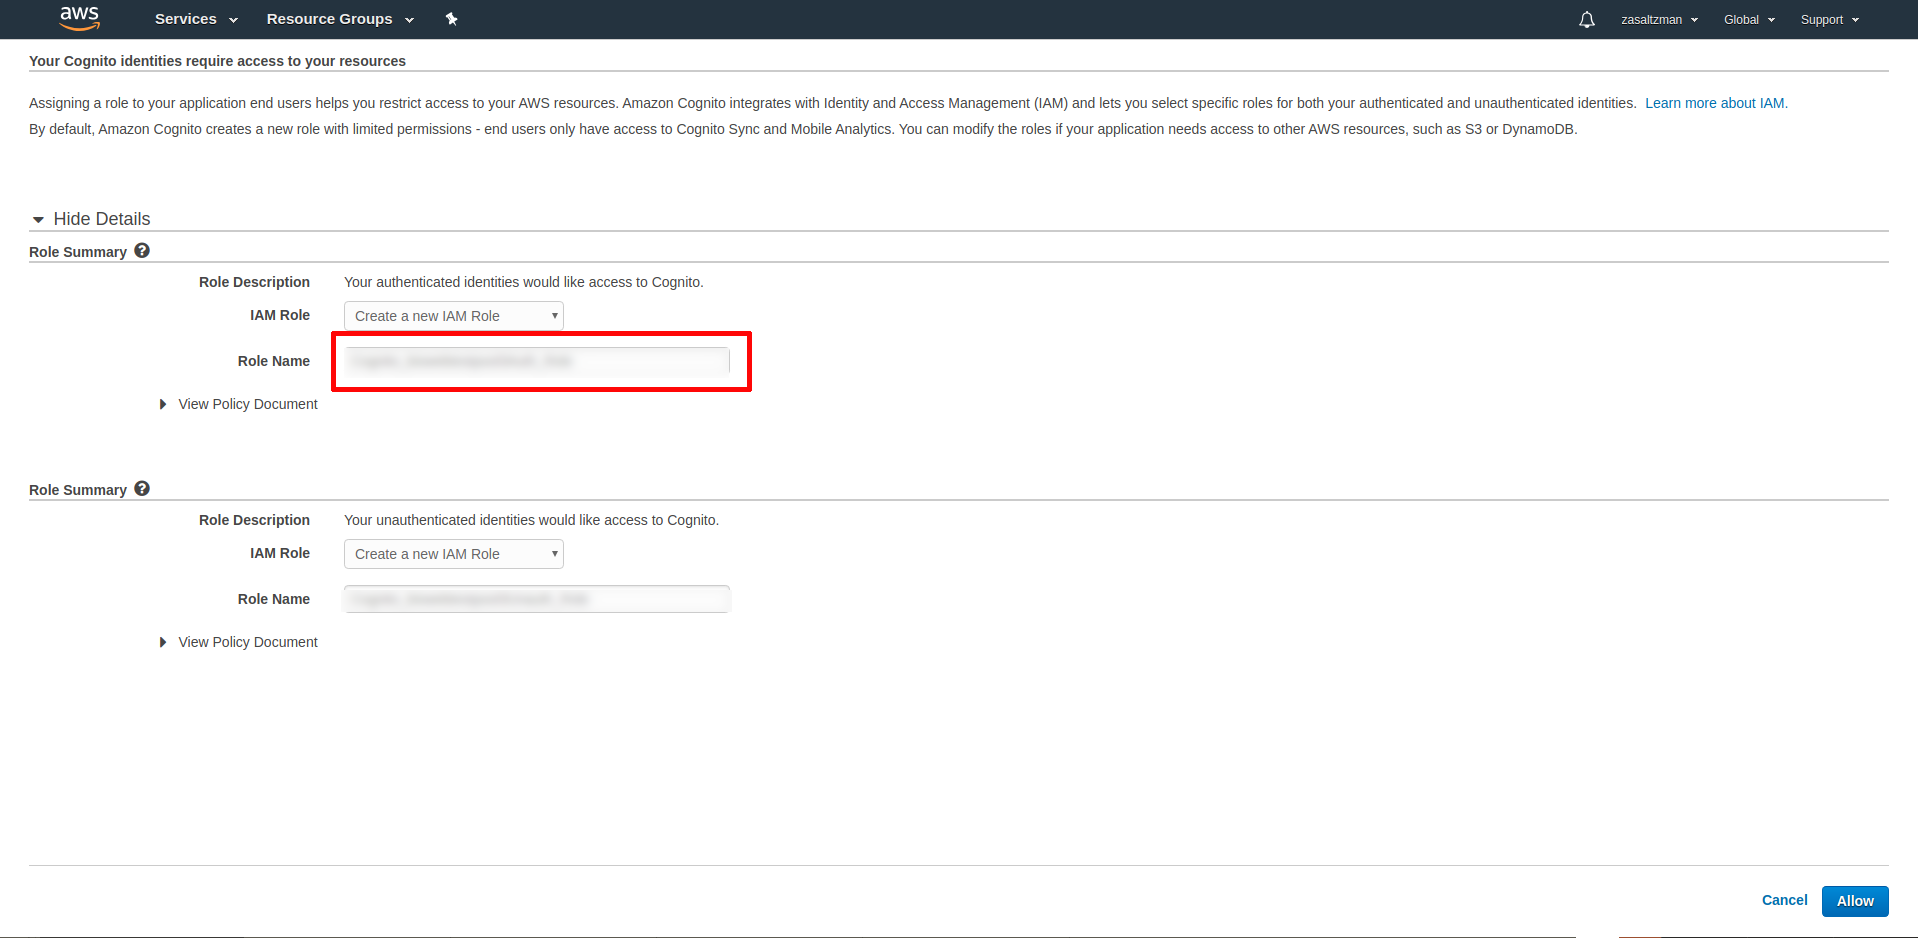 aws Services Resource Groups zasaltzman Global Support
Your Cognito identities require access to your resources
Assigning a role to your application end users helps you restrict access to your AWS resources. Amazon Cognito integrates with Identity and Access Management (IAM) and lets you select specific roles for both your authenticated and unauthenticated identities. Learn more about IAM.
By default, Amazon Cognito creates a new role with limited permissions - end users only have access to Cognito Sync and Mobile Analytics. You can modify the roles if your application needs access to other AWS resources, such as S3 or DynamoDB.
Hide Details
Role Summary ?
Role Description Your authenticated identities would like access to Cognito.
IAM Role Create a new IAM Role
Role Name
View Policy Document
Role Summary ?
Role Description Your unauthenticated identities would like access to Cognito.
IAM Role Create a new IAM Role
Role Name
View Policy Document
Cancel Allow